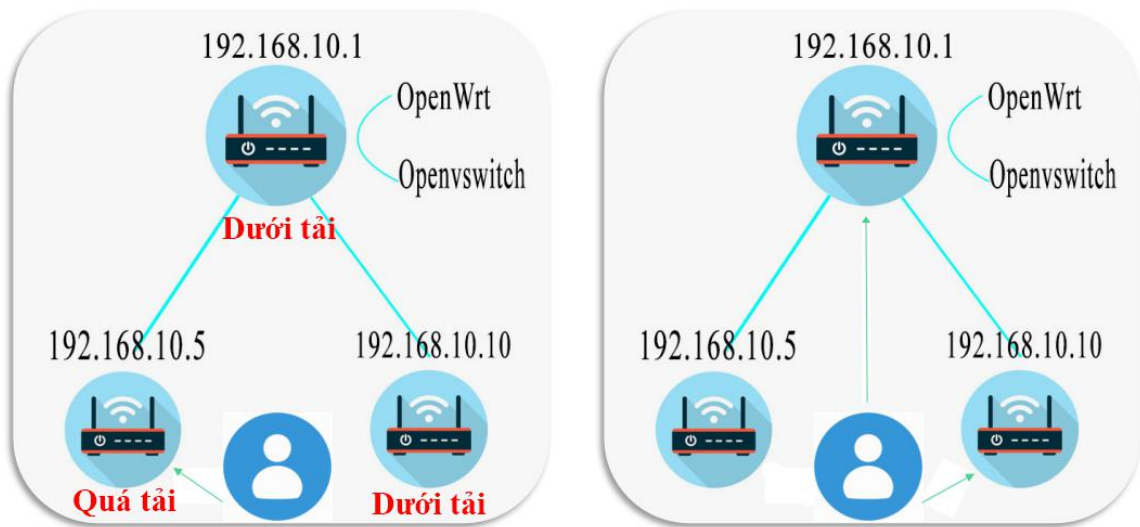 192.168.10.1
OpenWrt
Openvswitch
Dưới tải
192.168.10.5
192.168.10.10
Quá tải
Dưới tải
192.168.10.1
OpenWrt
Openvswitch
192.168.10.5
192.168.10.10